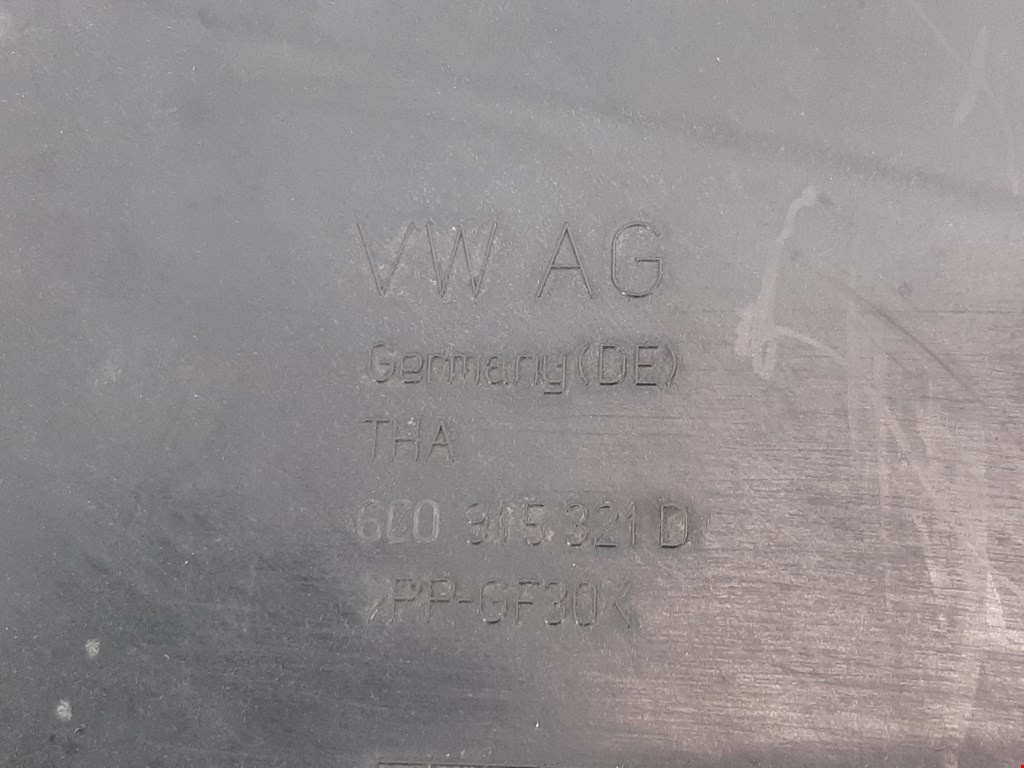 VW AG
Germany (DE)
THA
6C0 915 321 D
>PP-GF30<